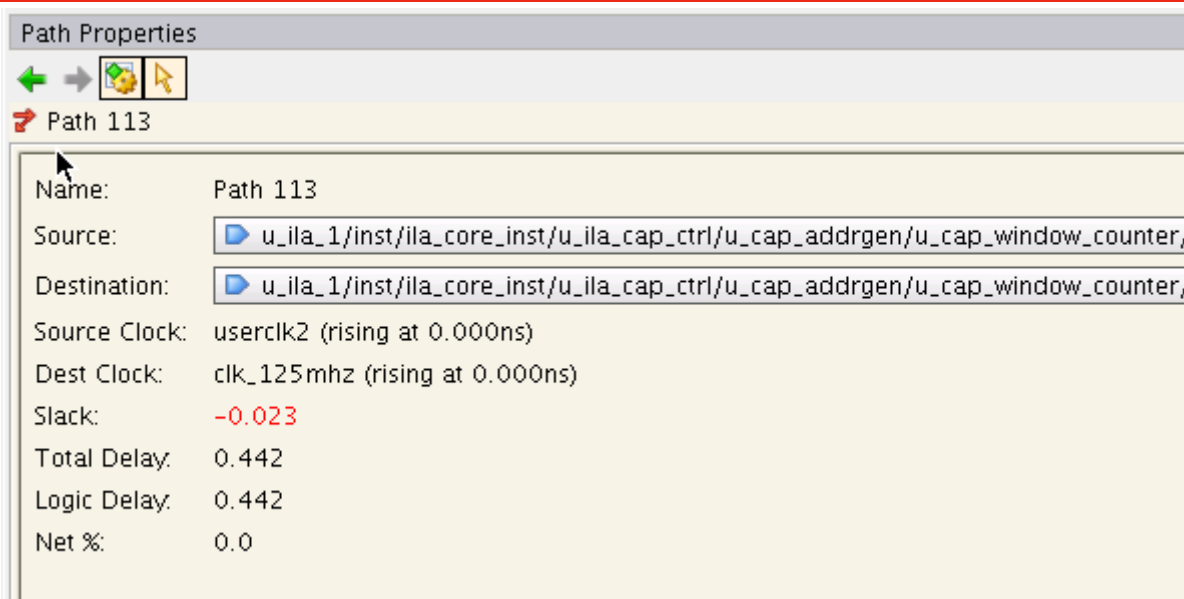 Path Properties
Path 113
Name: Path 113
Source: u_ila_1/inst/ila_core_inst/u_ila_cap_ctrl/u_cap_addrgen/u_cap_window_counter/
Destination: u_ila_1/inst/ila_core_inst/u_ila_cap_ctrl/u_cap_addrgen/u_cap_window_counter/
Source Clock: userclk2 (rising at 0.000ns)
Dest Clock: clk_125mhz (rising at 0.000ns)
Slack: -0.023
Total Delay: 0.442
Logic Delay: 0.442
Net %: 0.0